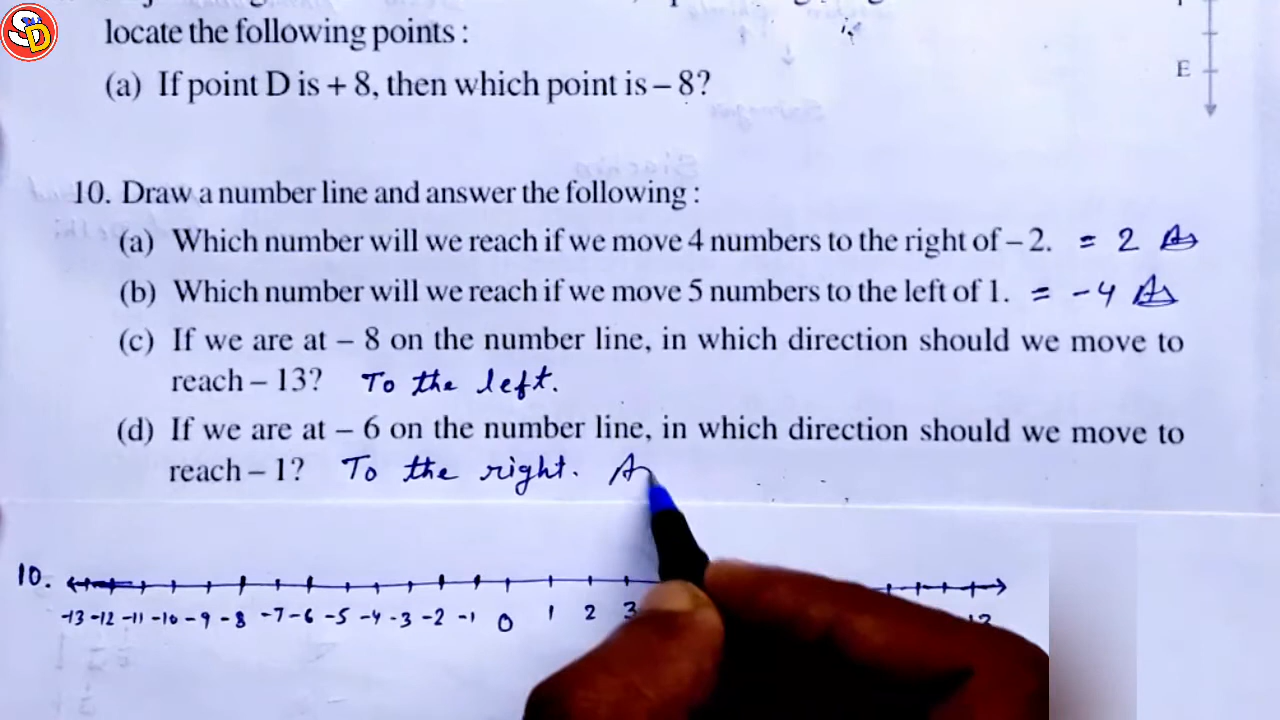 SD
locate the following points :
(a) If point D is + 8, then which point is – 8?
E
10. Draw a number line and answer the following :
(a) Which number will we reach if we move 4 numbers to the right of – 2. = 2 A
(b) Which number will we reach if we move 5 numbers to the left of 1. = -4 A
(c) If we are at – 8 on the number line, in which direction should we move to
reach – 13? To the left.
(d) If we are at – 6 on the number line, in which direction should we move to
reach – 1? To the right. A
10.
-13 -12 -11 -10 -9 -8 -7 -6 -5 -4 -3 -2 -1 0 1 2 3